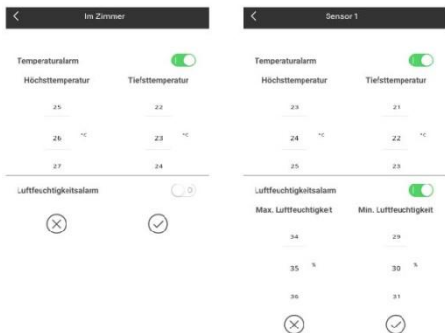 Im Zimmer
Temperaturalarm
Höchsttemperatur Tiefsttemperatur
25 22
26 °C 23 °C
27 24
Luftfeuchtigkeitsalarm
Sensor 1
Temperaturalarm
Höchsttemperatur Tiefsttemperatur
23 21
24 °C 22 °C
25 23
Luftfeuchtigkeitsalarm
Max. Luftfeuchtigket Min. Luftfeuchtigkeit
34 29
35 % 30 %
36 31